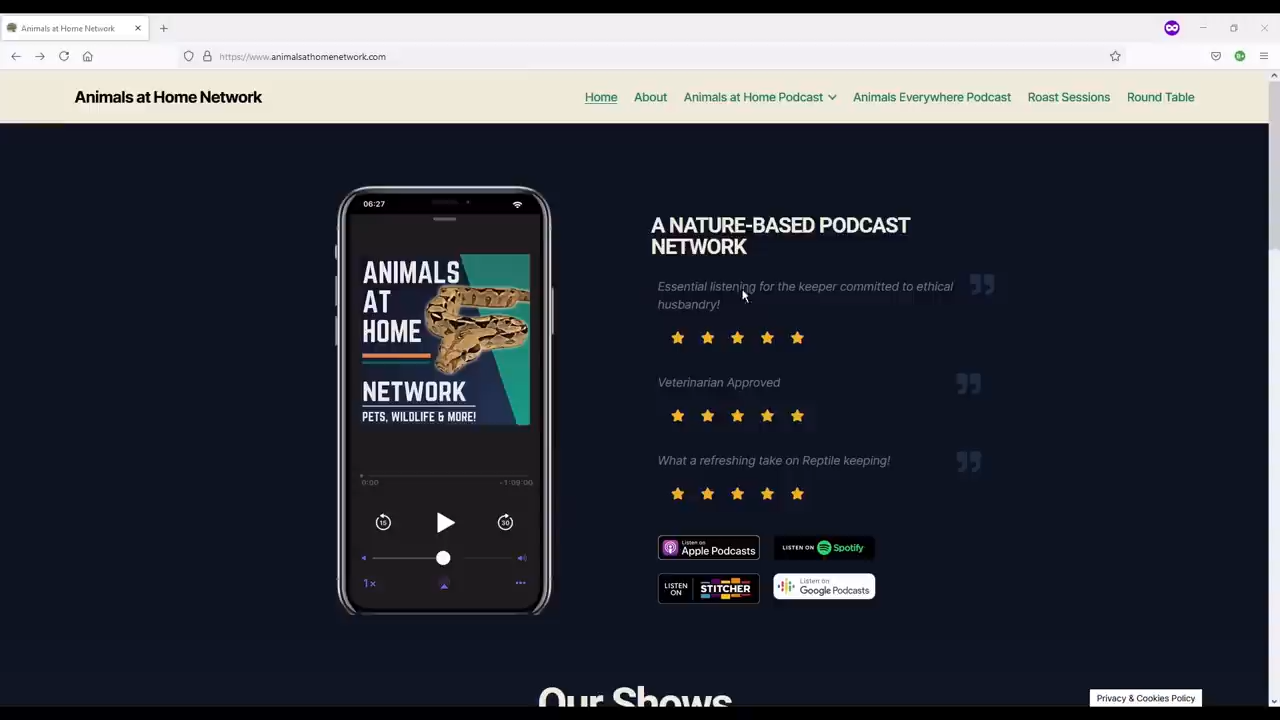 Animals at Home Network
https://www.animalsathomenetwork.com
Animals at Home Network
Home About Animals at Home Podcast Animals Everywhere Podcast Roast Sessions Round Table
06:27
ANIMALS
AT
HOME
NETWORK
PETS, WILDLIFE & MORE!
0:00 -1:09:00
15 30
1×
A NATURE-BASED PODCAST
NETWORK
Essential listening for the keeper committed to ethical
husbandry!
Veterinarian Approved
What a refreshing take on Reptile keeping!
Listen on
Apple Podcasts
LISTEN ON Spotify
LISTEN
ON STITCHER
Listen on
Google Podcasts
Our Shows
Privacy & Cookies Policy